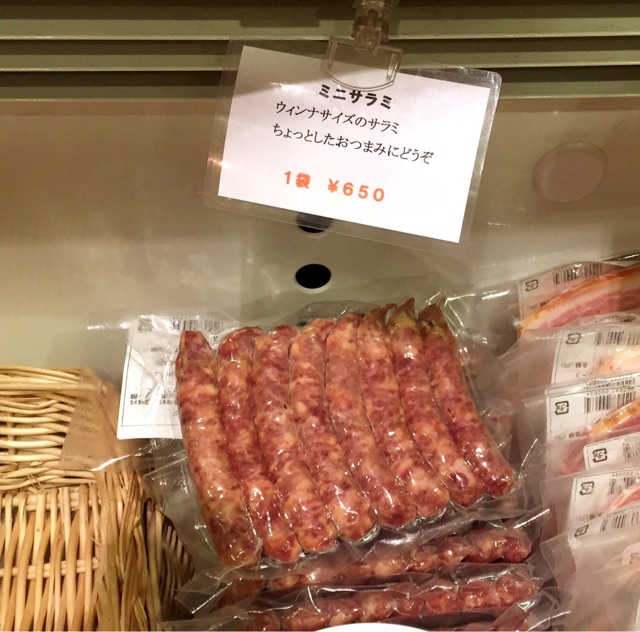 ミニサラミ
ウィンナサイズのサラミ
ちょっとしたおつまみにどうぞ
1袋 ¥650